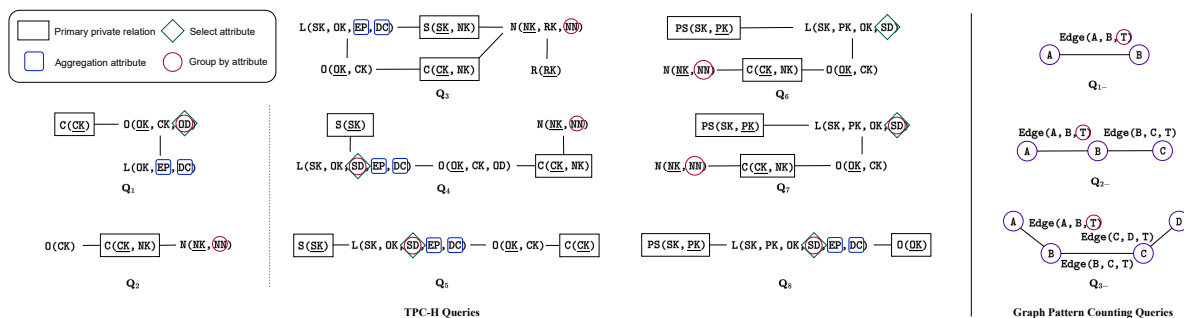 Primary private relation
Select attribute
Aggregation attribute
Group by attribute
C(CK)
O(OK, CK, OD)
L(OK, EP, DC)
Q1
O(CK)
C(CK, NK)
N(NK, NN)
Q2
L(SK, OK, EP, DC)
S(SK, NK)
N(NK, RK, NN)
O(OK, CK)
C(CK, NK)
R(RK)
Q3
S(SK)
N(NK, NN)
L(SK, OK, SD, EP, DC)
O(OK, CK, OD)
C(CK, NK)
Q4
S(SK)
L(SK, OK, SD, EP, DC)
O(OK, CK)
C(CK)
Q5
PS(SK, PK)
L(SK, PK, OK, SD)
N(NK, NN)
C(CK, NK)
O(OK, CK)
Q6
PS(SK, PK)
L(SK, PK, OK, SD)
N(NK, NN)
C(CK, NK)
O(OK, CK)
Q7
PS(SK, PK)
L(SK, PK, OK, SD, EP, DC)
O(OK)
Q8
TPC-H Queries
Edge(A, B, T)
A
B
Q1−
Edge(A, B, T)
Edge(B, C, T)
A
B
C
Q2−
A
D
Edge(A, B, T)
Edge(C, D, T)
B
C
Edge(B, C, T)
Q3−
Graph Pattern Counting Queries